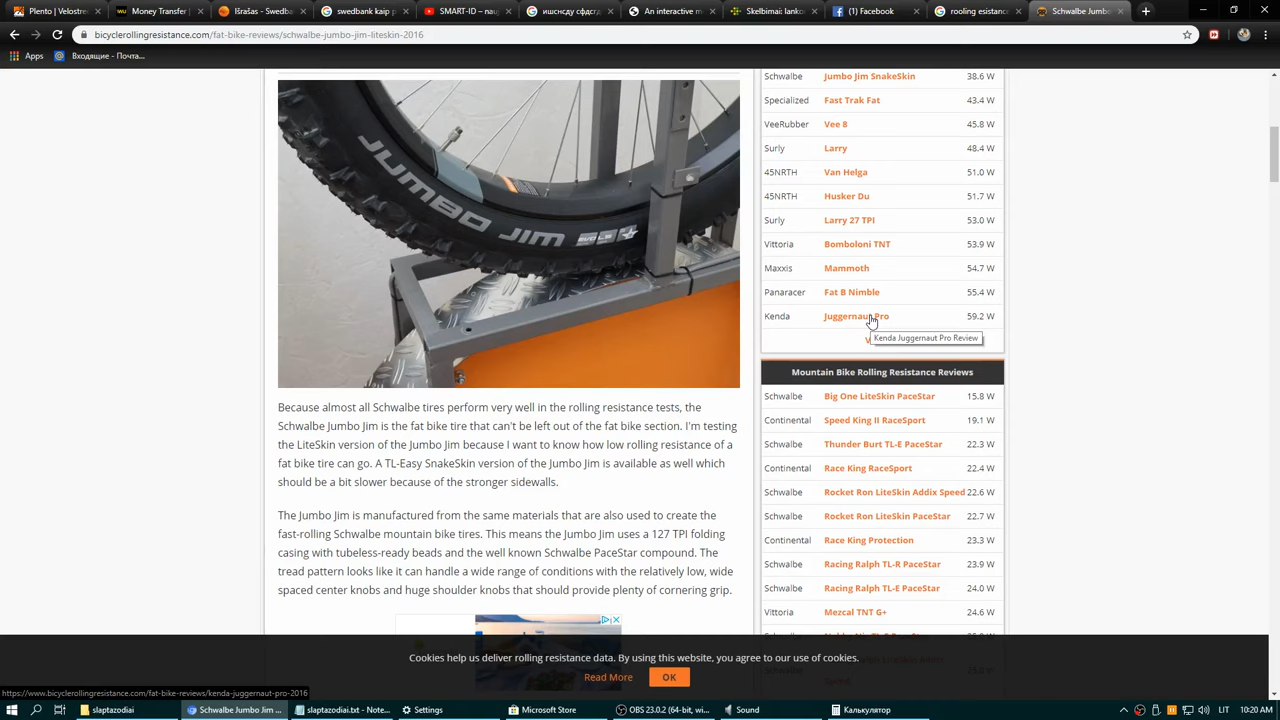 Plento | Velostre
Money Transfer |
Išrašas - Swedb
swedbank kaip p
SMART-ID – nau
ищснсду сфдсгд
An interactive m
Skelbimai: lanko
(1) Facebook
rooling esistanc
Schwalbe Jumbo
bicyclerollingresistance.com/fat-bike-reviews/schwalbe-jumbo-jim-liteskin-2016
Apps
Входящие - Почта...
JUMBO JIM
Schwalbe Jumbo Jim SnakeSkin 38.6 W
Specialized Fast Trak Fat 43.4 W
VeeRubber Vee 8 45.8 W
Surly Larry 48.4 W
45NRTH Van Helga 51.0 W
45NRTH Husker Du 51.7 W
Surly Larry 27 TPI 53.0 W
Vittoria Bomboloni TNT 53.9 W
Maxxis Mammoth 54.7 W
Panaracer Fat B Nimble 55.4 W
Kenda Juggernaut Pro 59.2 W
Kenda Juggernaut Pro Review
Mountain Bike Rolling Resistance Reviews
Schwalbe Big One LiteSkin PaceStar 15.8 W
Continental Speed King II RaceSport 19.1 W
Schwalbe Thunder Burt TL-E PaceStar 22.3 W
Continental Race King RaceSport 22.4 W
Schwalbe Rocket Ron LiteSkin Addix Speed 22.6 W
Schwalbe Rocket Ron LiteSkin PaceStar 22.7 W
Continental Race King Protection 23.3 W
Schwalbe Racing Ralph TL-R PaceStar 23.9 W
Schwalbe Racing Ralph TL-E PaceStar 24.0 W
Vittoria Mezcal TNT G+ 24.6 W
Because almost all Schwalbe tires perform very well in the rolling resistance tests, the
Schwalbe Jumbo Jim is the fat bike tire that can't be left out of the fat bike section. I'm testing
the LiteSkin version of the Jumbo Jim because I want to know how low rolling resistance of a
fat bike tire can go. A TL-Easy SnakeSkin version of the Jumbo Jim is available as well which
should be a bit slower because of the stronger sidewalls.
The Jumbo Jim is manufactured from the same materials that are also used to create the
fast-rolling Schwalbe mountain bike tires. This means the Jumbo Jim uses a 127 TPI folding
casing with tubeless-ready beads and the well known Schwalbe PaceStar compound. The
tread pattern looks like it can handle a wide range of conditions with the relatively low, wide
spaced center knobs and huge shoulder knobs that should provide plenty of cornering grip.
Cookies help us deliver rolling resistance data. By using this website, you agree to our use of cookies.
Read More OK
https://www.bicyclerollingresistance.com/fat-bike-reviews/kenda-juggernaut-pro-2016
slaptazodiai
Schwalbe Jumbo Jim ...
slaptazodiai.txt - Note...
Settings
Microsoft Store
OBS 23.0.2 (64-bit, w...
Sound
Калькулятор
LIT
10:20 AM